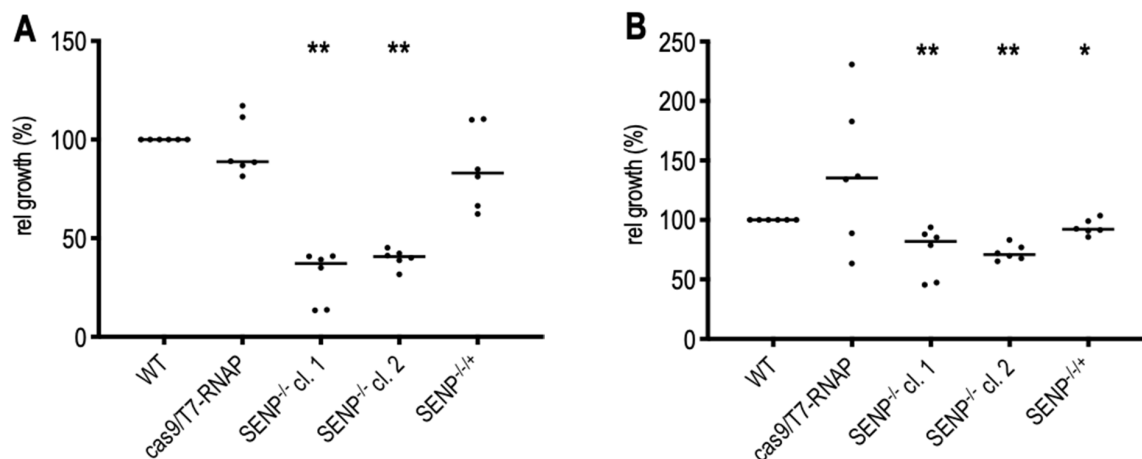 A
150
** **
100
50
0
rel growth (%)
WT
cas9/T7-RNAP
SENP-/- cl. 1
SENP-/- cl. 2
SENP-/-/+
B
250
** ** *
200
150
100
50
0
rel growth (%)
WT
cas9/T7-RNAP
SENP-/- cl. 1
SENP-/- cl. 2
SENP-/-/+